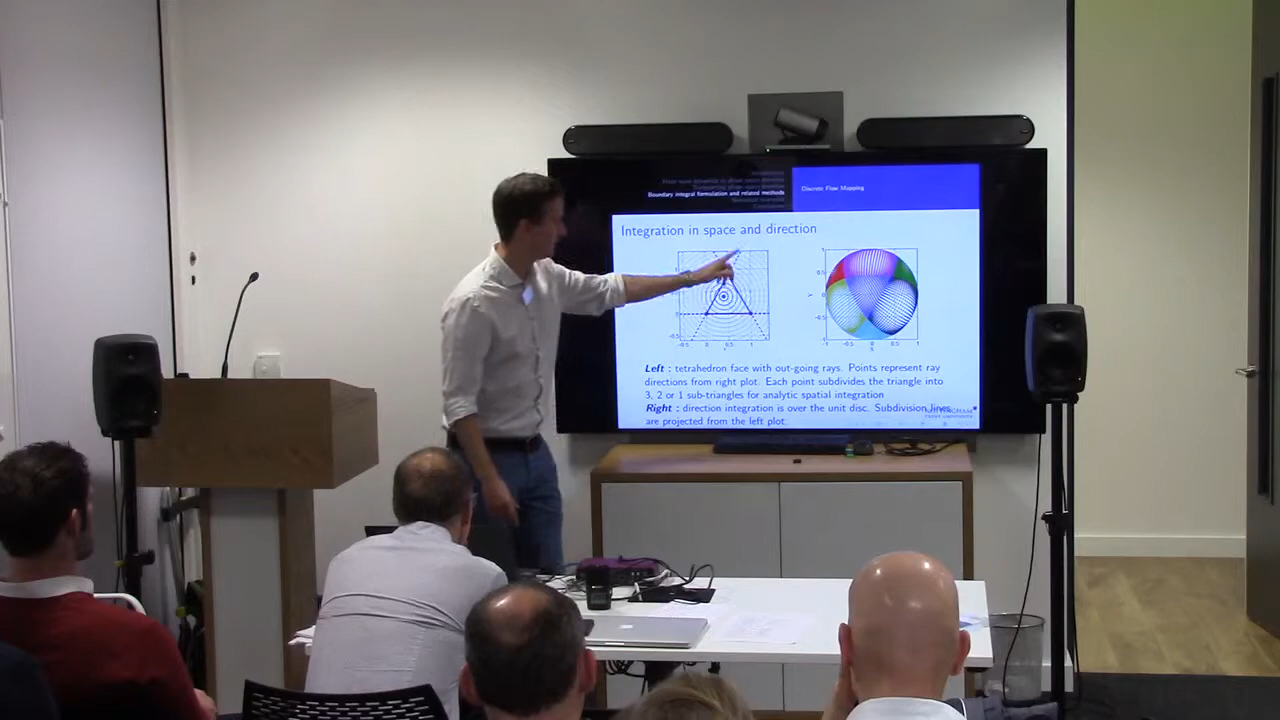 Boundary integral formulation and related methods
Discrete Flow Mapping
Integration in space and direction
Left : tetrahedron face with out-going rays. Points represent ray
directions from right plot. Each point subdivides the triangle into
3, 2 or 1 sub-triangles for analytic spatial integration
Right : direction integration is over the unit disc. Subdivision lines
are projected from the left plot.